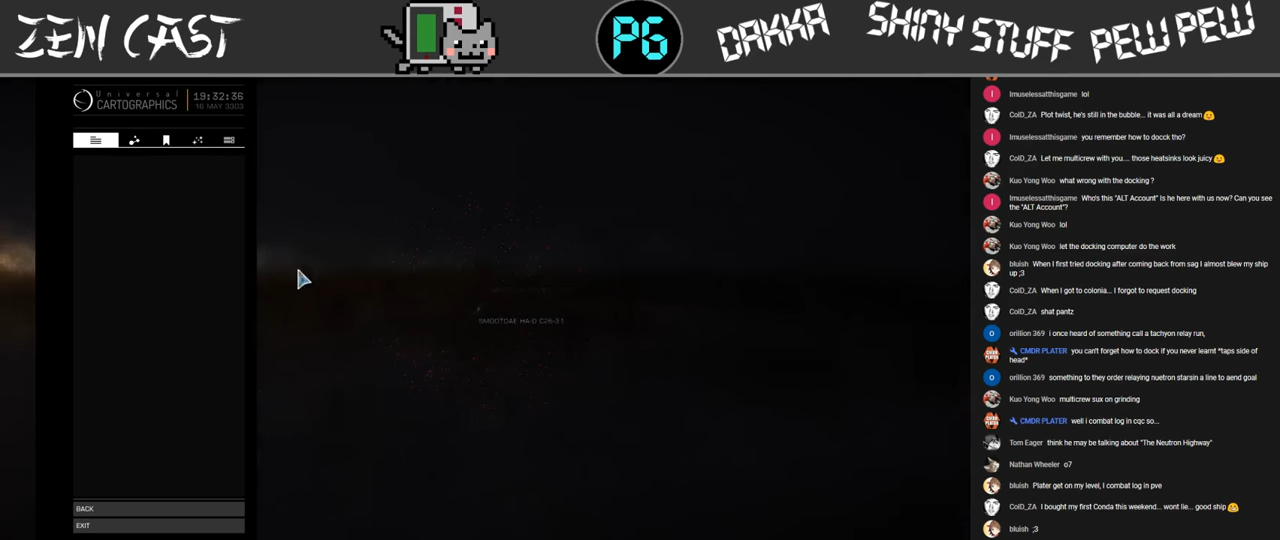 ZEN CAST
PG
DAKKA
SHINY STUFF
PEW PEW
Universal
CARTOGRAPHICS
19:32:36
16 MAY 3303
BACK
EXIT
Imuselessatthisgame lol
ColD_ZA Plot twist, he's still in the bubble... it was all a dream
Imuselessatthisgame you remember how to docck tho?
ColD_ZA Let me multicrew with you.... those heatsinks look juicy
Kuo Yong Woo what wrong with the docking ?
Imuselessatthisgame Who's this "ALT Account" Is he here with us now? Can you see
the "ALT Account"?
Kuo Yong Woo lol
Kuo Yong Woo let the docking computer do the work
bluish When I first tried docking after coming back from sag I almost blew my ship
up ;3
ColD_ZA When I got to colonia... I forgot to request docking
ColD_ZA shat pantz
orillion 369 i once heard of something call a tachyon relay run,
CMDR PLATER you can't forget how to dock if you never learnt *taps side of
head*
orillion 369 something to they order relaying nuetron starsin a line to aend goal
Kuo Yong Woo multicrew sux on grinding
CMDR PLATER well i combat log in cqc so...
Tom Eager think he may be talking about "The Neutron Highway"
Nathan Wheeler o7
bluish Plater get on my level, I combat log in pve
ColD_ZA I bought my first Conda this weekend... wont lie... good ship
bluish ;3